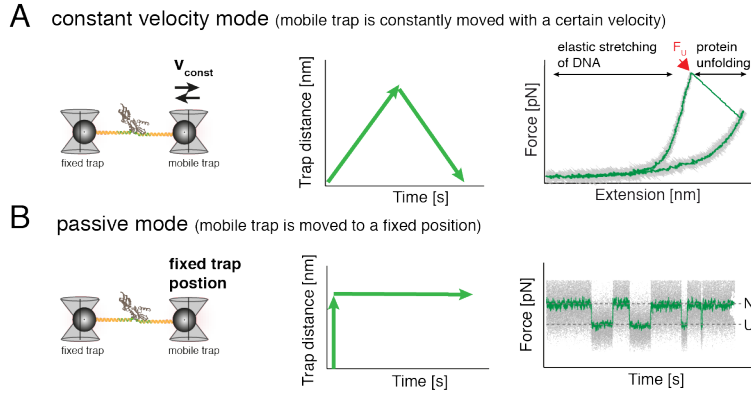 A constant velocity mode (mobile trap is constantly moved with a certain velocity)
v const
fixed trap
mobile trap
Trap distance [nm]
Time [s]
elastic stretching
of DNA
FU
protein
unfolding
Force [pN]
Extension [nm]
B passive mode (mobile trap is moved to a fixed position)
fixed trap
postion
fixed trap
mobile trap
Trap distance [nm]
Time [s]
Force [pN]
N
U
Time [s]